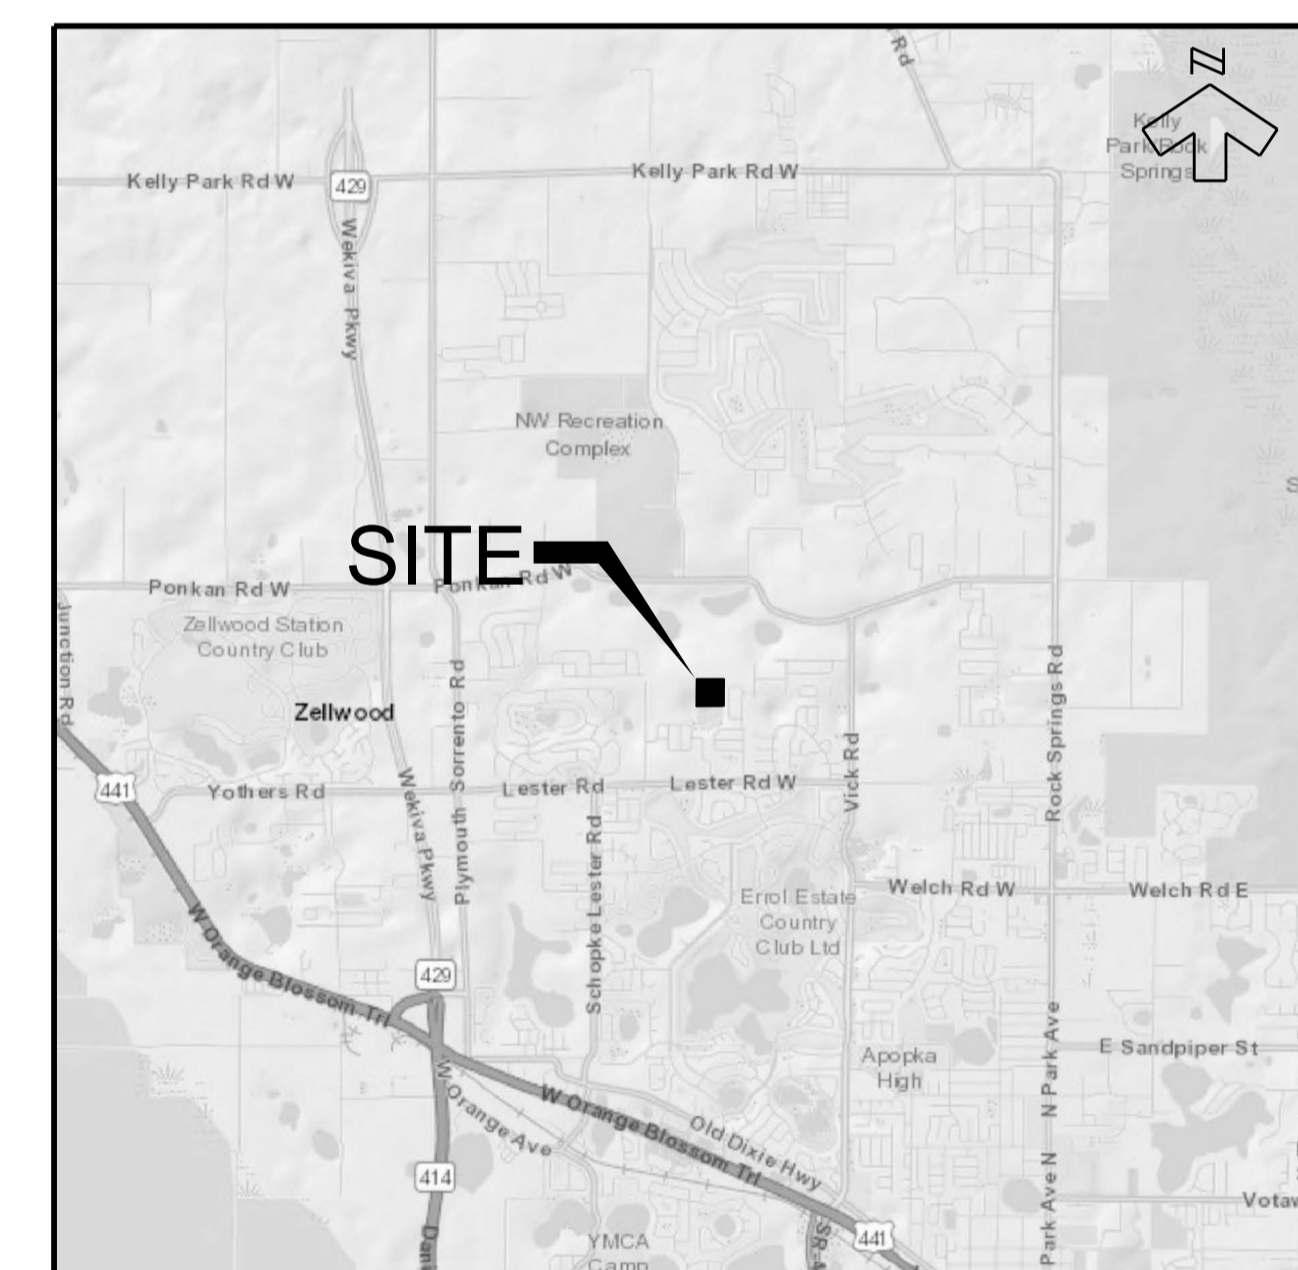 Rd
N
Kelly
Park/Rock
Springs
Kelly Park Rd W
429
Kelly Park Rd W
Wekiva Pkwy
NW Recreation
Complex
SITE
Ponkan Rd W
Ponkan Rd W
Junction Rd
Zellwood Station
Country Club
Zellwood
Plymouth Sorrento Rd
Rock Springs Rd
441
Yothers Rd
Wekiva Pkwy
Lester Rd
Lester Rd W
Vick Rd
Schopke Lester Rd
Errol Estate
Country
Club Ltd
Welch Rd W
Welch Rd E
W Orange Blossom Trl
429
Apopka
High
N Park Ave
E Sandpiper St
W Orange Ave
W Orange Blossom Trl
Old Dixie Hwy
414
Park Ave N
441
YMCA
Camp